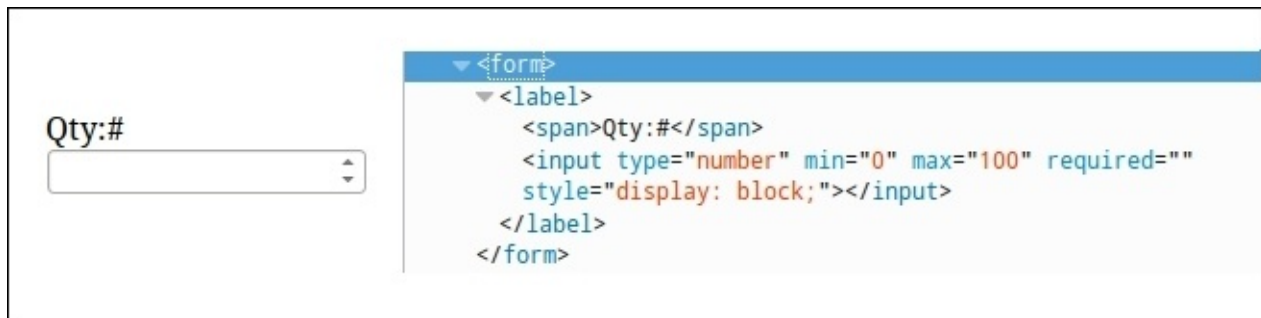 Qty:#
<form>
<label>
<span>Qty:#</span>
<input type="number" min="0" max="100" required=""
style="display: block;"></input>
</label>
</form>